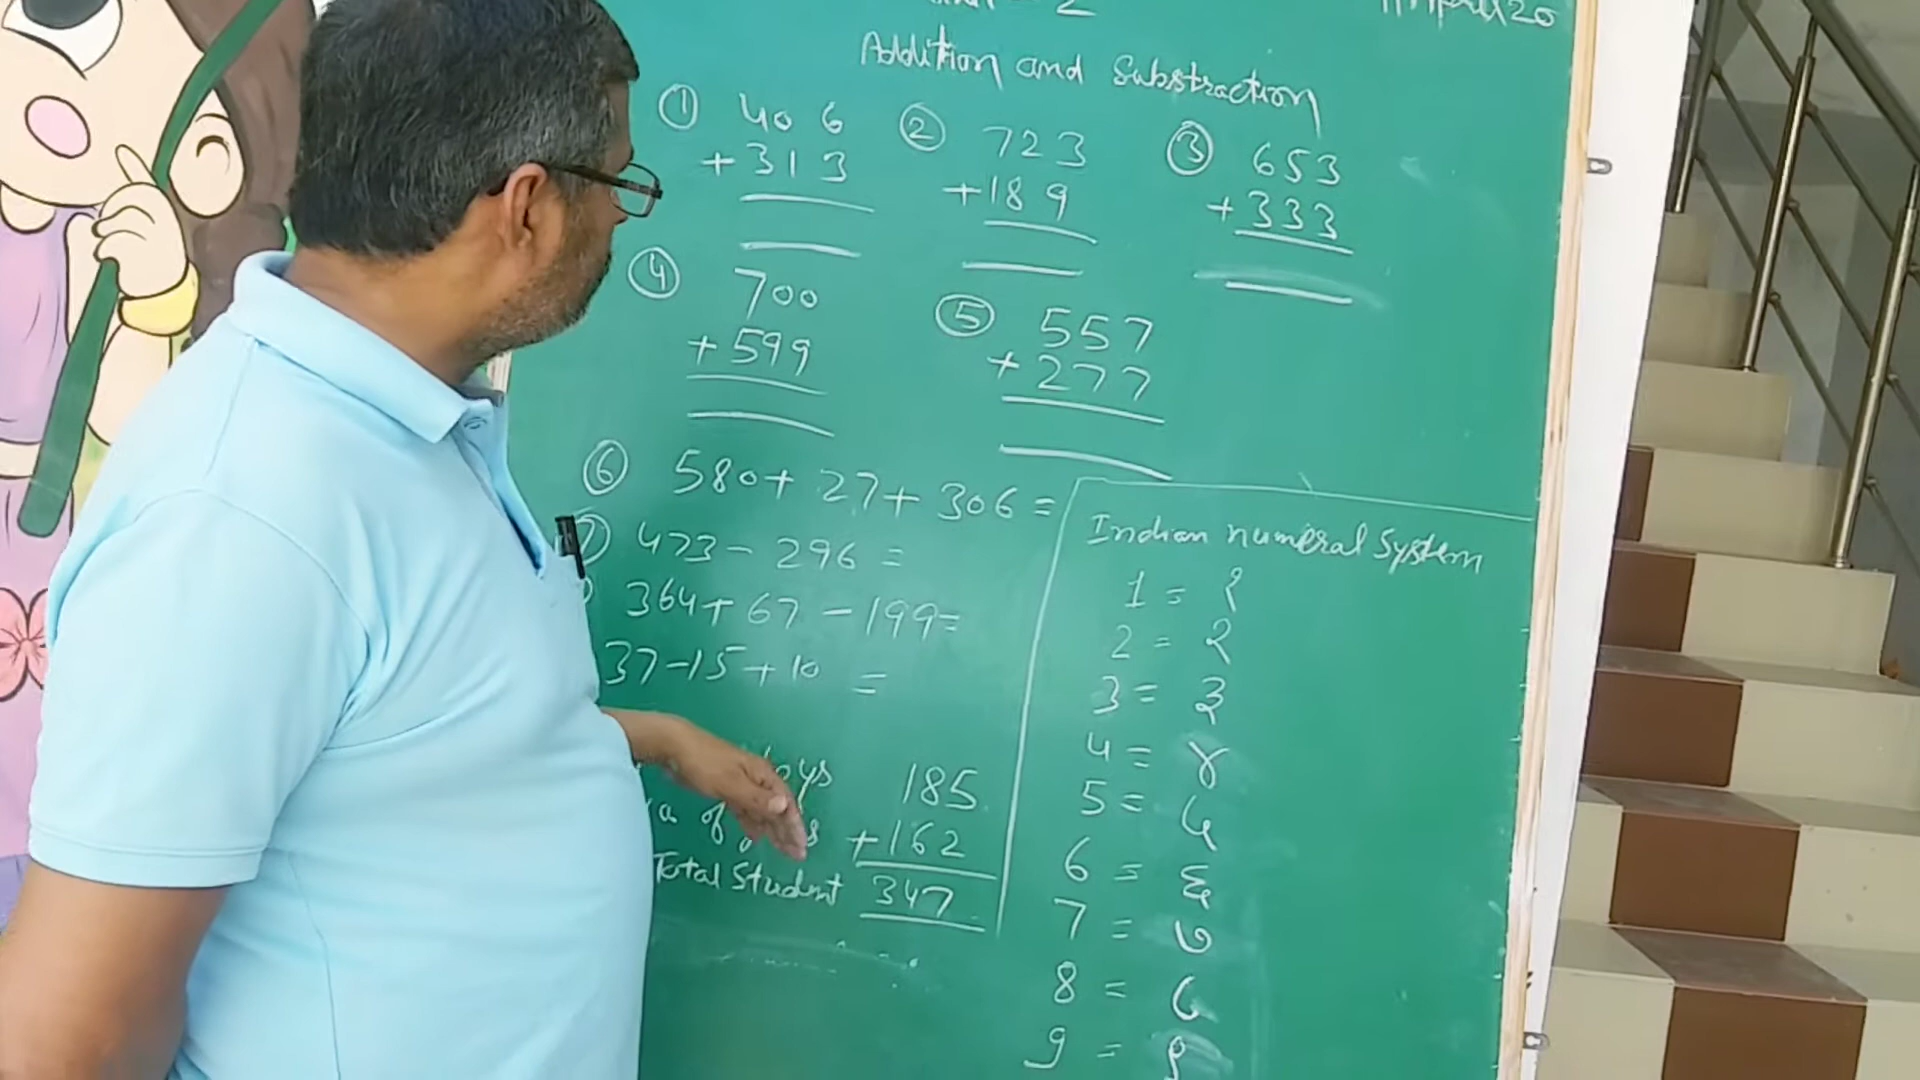 2
Addition and Substraction
① 406 ② 723 ③ 653
+313 +189 +333
④ 700 ⑤ 557
+599 +277
⑥ 580+ 27+ 306 =
473 - 296 =
364+ 67 - 199=
37-15+10 =
185
of +162
Total Student 347
Indian numeral System
1 = १
2 = २
3 = ३
4 = ४
5 = ५
6 = ६
7 = ७
8 = ८
9 = ९